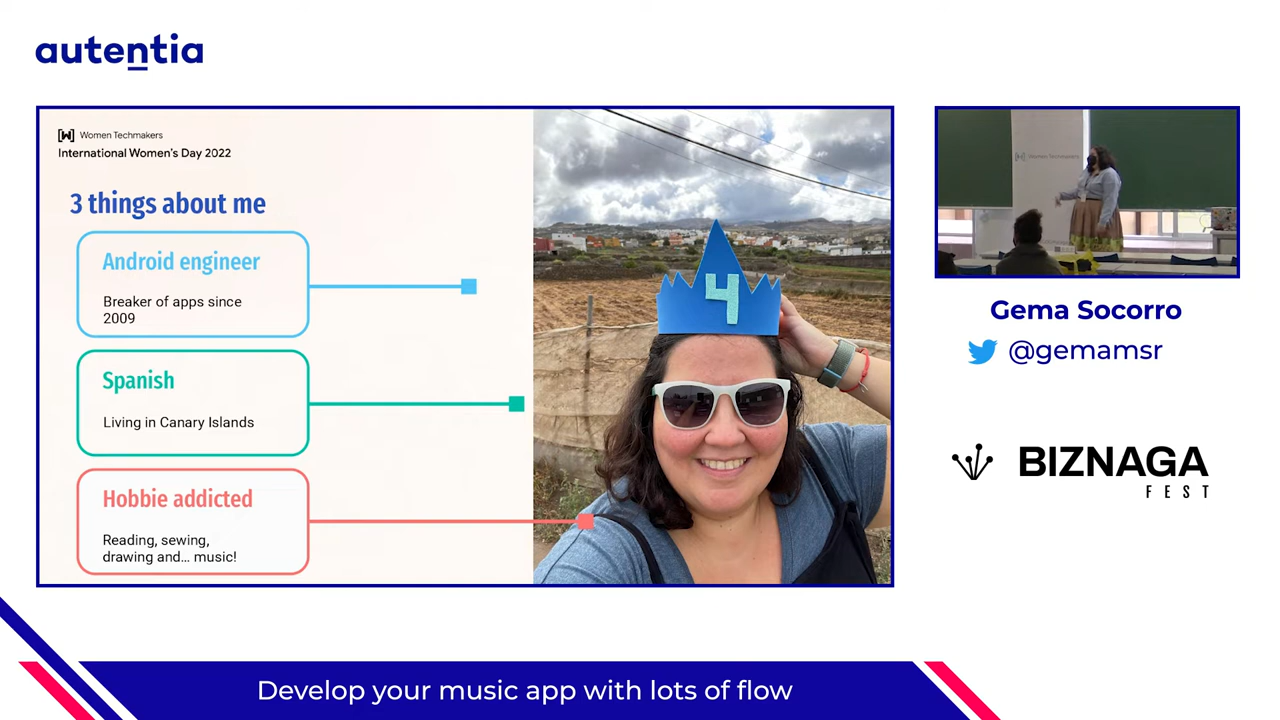 autentia
[W] Women Techmakers
International Women's Day 2022
3 things about me
Android engineer
Breaker of apps since
2009
Spanish
Living in Canary Islands
Hobbie addicted
Reading, sewing,
drawing and... music!
4
Women Techmakers
Gema Socorro
@gemamsr
BIZNAGA
FEST
Develop your music app with lots of flow